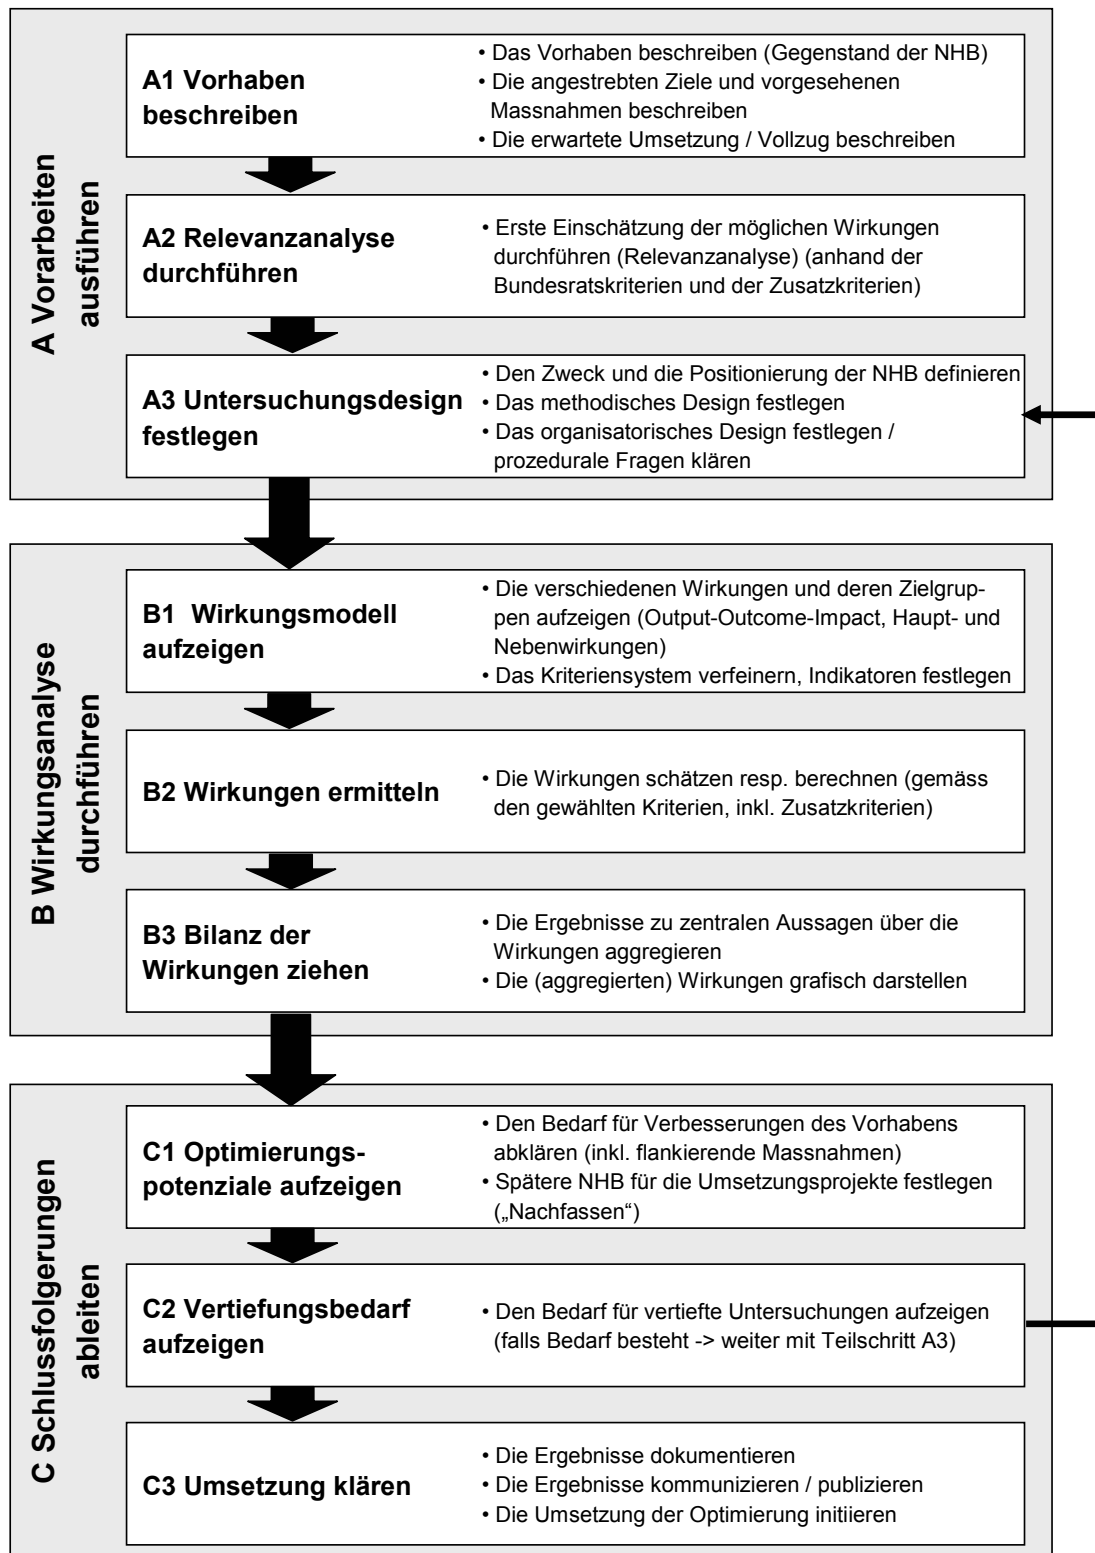 A Vorarbeiten
ausführen
A1 Vorhaben
beschreiben
• Das Vorhaben beschreiben (Gegenstand der NHB)
• Die angestrebten Ziele und vorgesehenen
Massnahmen beschreiben
• Die erwartete Umsetzung / Vollzug beschreiben
A2 Relevanzanalyse
durchführen
• Erste Einschätzung der möglichen Wirkungen
durchführen (Relevanzanalyse) (anhand der
Bundesratskriterien und der Zusatzkriterien)
A3 Untersuchungsdesign
festlegen
• Den Zweck und die Positionierung der NHB definieren
• Das methodisches Design festlegen
• Das organisatorisches Design festlegen /
prozedurale Fragen klären
B Wirkungsanalyse
durchführen
B1 Wirkungsmodell
aufzeigen
• Die verschiedenen Wirkungen und deren Zielgrup-
pen aufzeigen (Output-Outcome-Impact, Haupt- und
Nebenwirkungen)
• Das Kriteriensystem verfeinern, Indikatoren festlegen
B2 Wirkungen ermitteln
• Die Wirkungen schätzen resp. berechnen (gemäss
den gewählten Kriterien, inkl. Zusatzkriterien)
B3 Bilanz der
Wirkungen ziehen
• Die Ergebnisse zu zentralen Aussagen über die
Wirkungen aggregieren
• Die (aggregierten) Wirkungen grafisch darstellen
C Schlussfolgerungen
ableiten
C1 Optimierungs-
potenziale aufzeigen
• Den Bedarf für Verbesserungen des Vorhabens
abklären (inkl. flankierende Massnahmen)
• Spätere NHB für die Umsetzungsprojekte festlegen
(„Nachfassen“)
C2 Vertiefungsbedarf
aufzeigen
• Den Bedarf für vertiefte Untersuchungen aufzeigen
(falls Bedarf besteht -> weiter mit Teilschritt A3)
C3 Umsetzung klären
• Die Ergebnisse dokumentieren
• Die Ergebnisse kommunizieren / publizieren
• Die Umsetzung der Optimierung initiieren